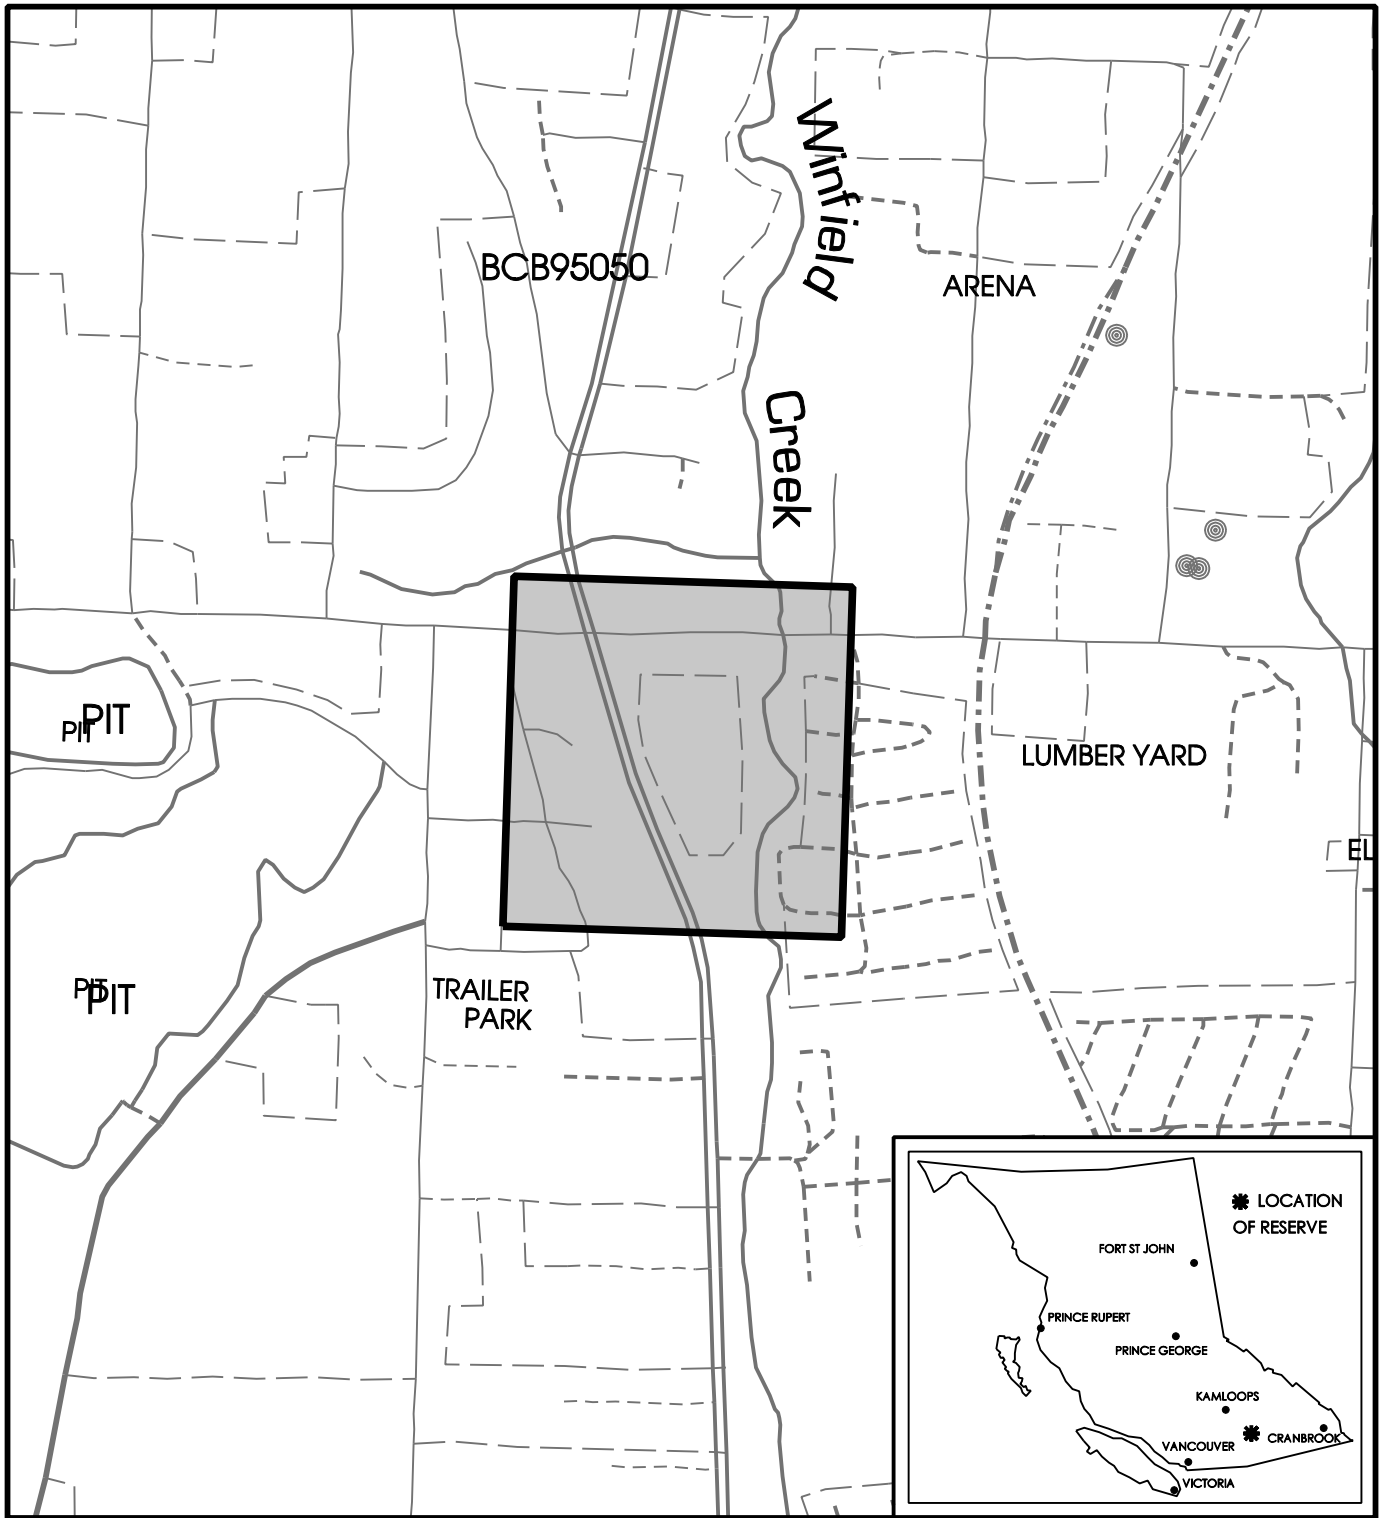 Winfield
Creek
BCB95050
ARENA
PIT
PIT
LUMBER YARD
EL
PIT
PIT
TRAILER
PARK
LOCATION
OF RESERVE
FORT ST JOHN
PRINCE RUPERT
PRINCE GEORGE
KAMLOOPS
VANCOUVER
CRANBROOK
VICTORIA